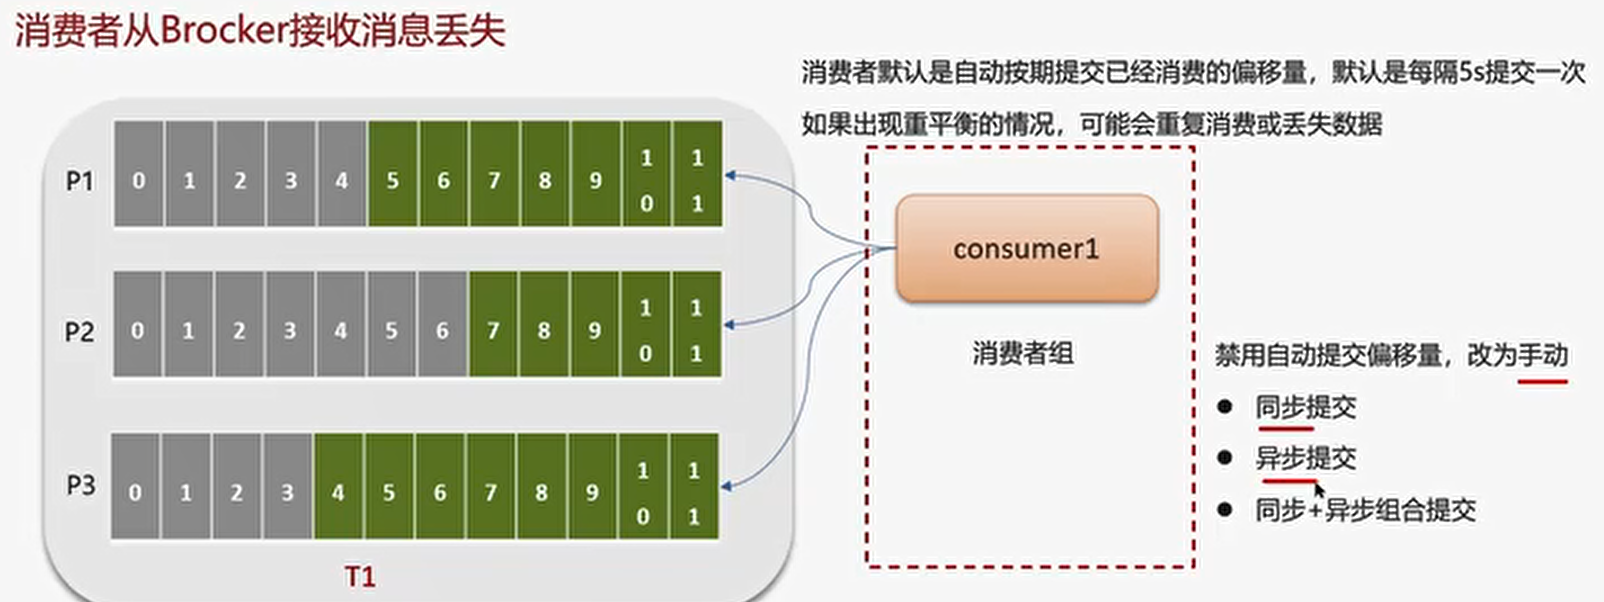 消费者从Brocker接收消息丢失
消费者默认是自动按期提交已经消费的偏移量，默认是每隔5s提交一次
如果出现重平衡的情况，可能会重复消费或丢失数据
P1 0 1 2 3 4 5 6 7 8 9 10 11
consumer1
P2 0 1 2 3 4 5 6 7 8 9 10 11
消费者组
禁用自动提交偏移量，改为手动
● 同步提交
● 异步提交
● 同步+异步组合提交
P3 0 1 2 3 4 5 6 7 8 9 10 11
T1